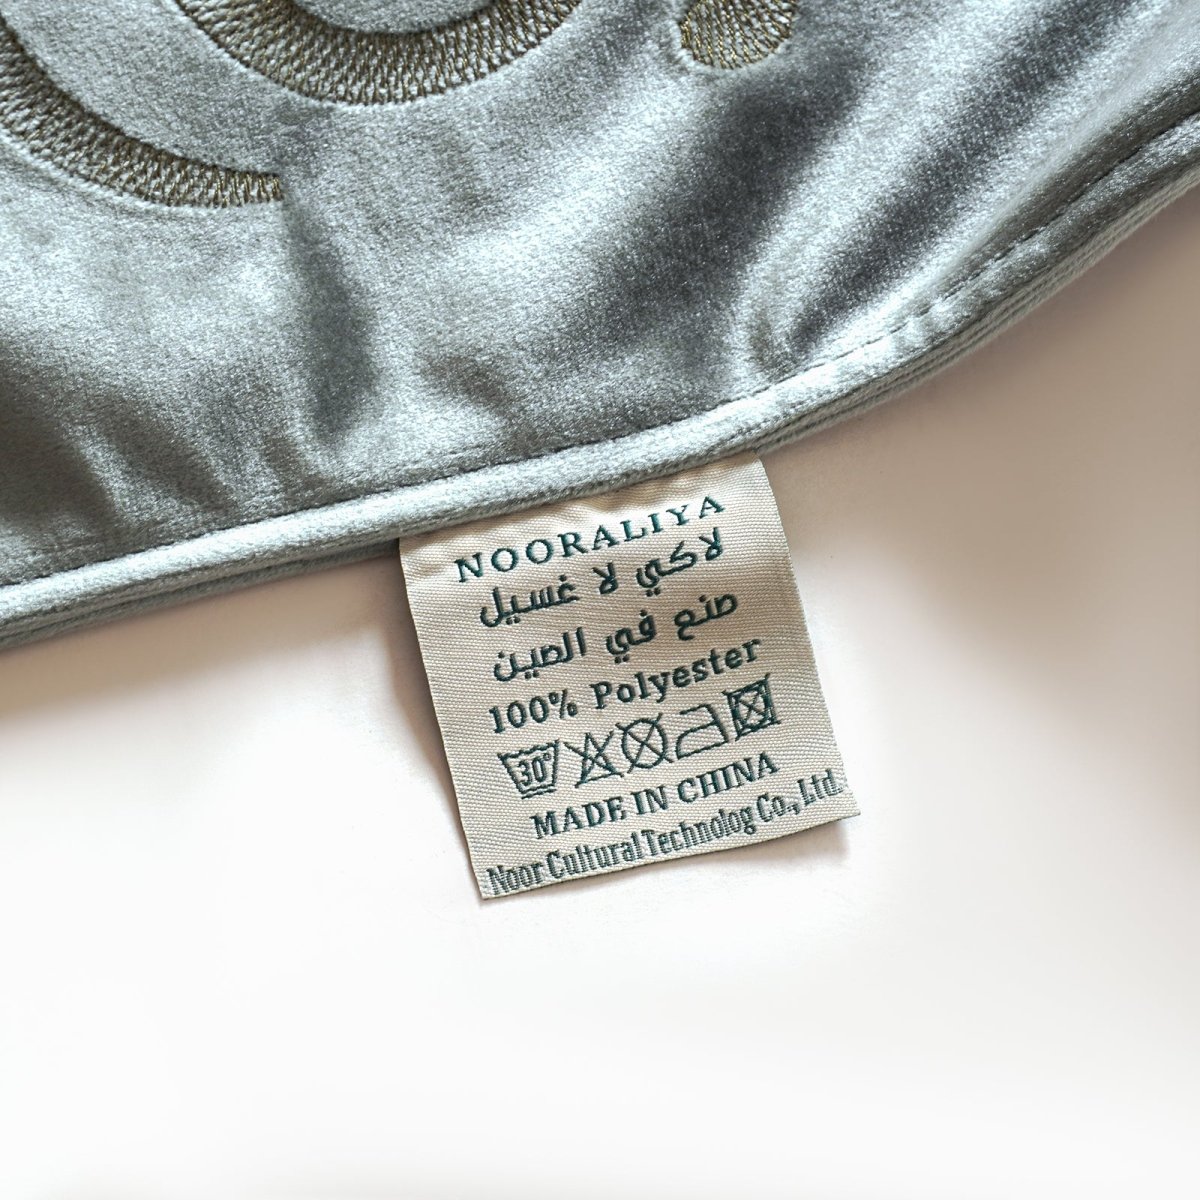 NOORALIYA
لاكي لا غسيل
صنع في الصين
100% Polyester
30°
MADE IN CHINA
Noor Cultural Technolog Co., Ltd.